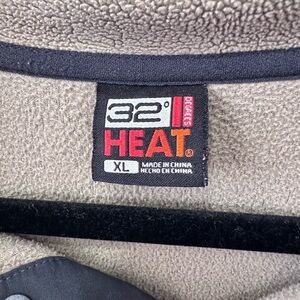 32° DEGREES
HEAT®
XL MADE IN CHINA
HECHO EN CHINA